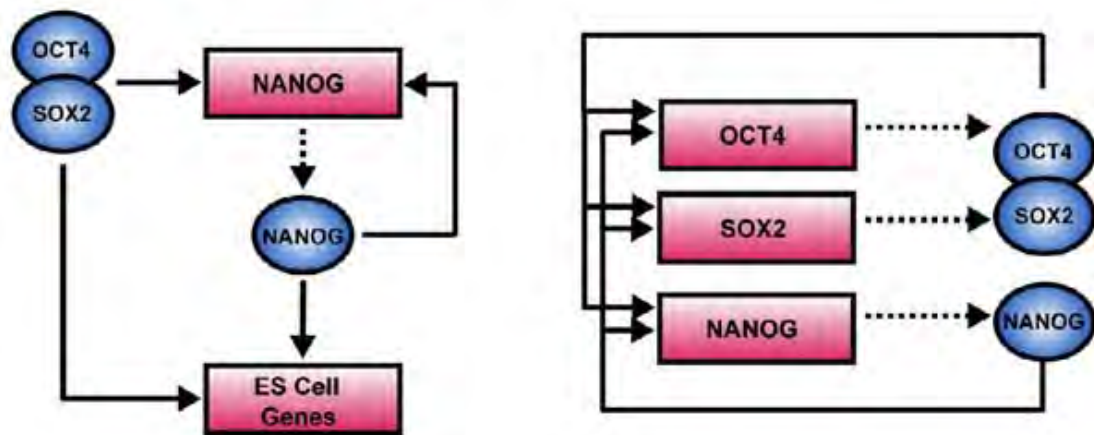 OCT4
SOX2
NANOG
NANOG
ES Cell
Genes
OCT4
SOX2
NANOG
OCT4
SOX2
NANOG